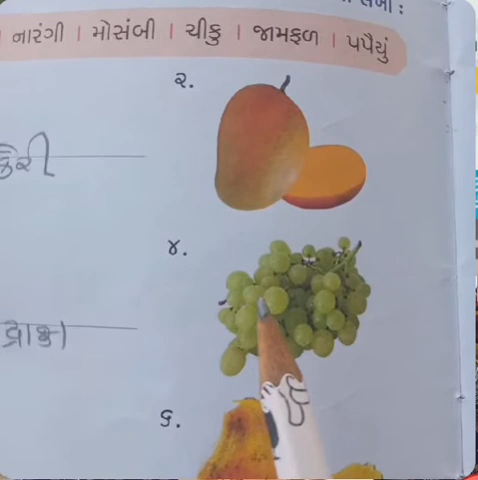 નારંગી | મોસંબી | ચીકુ | જામફળ | પપૈયું
૨.
કેરી
૪.
દ્રાક્ષ
૬.